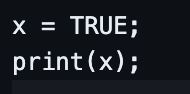 x = TRUE;
print(x);